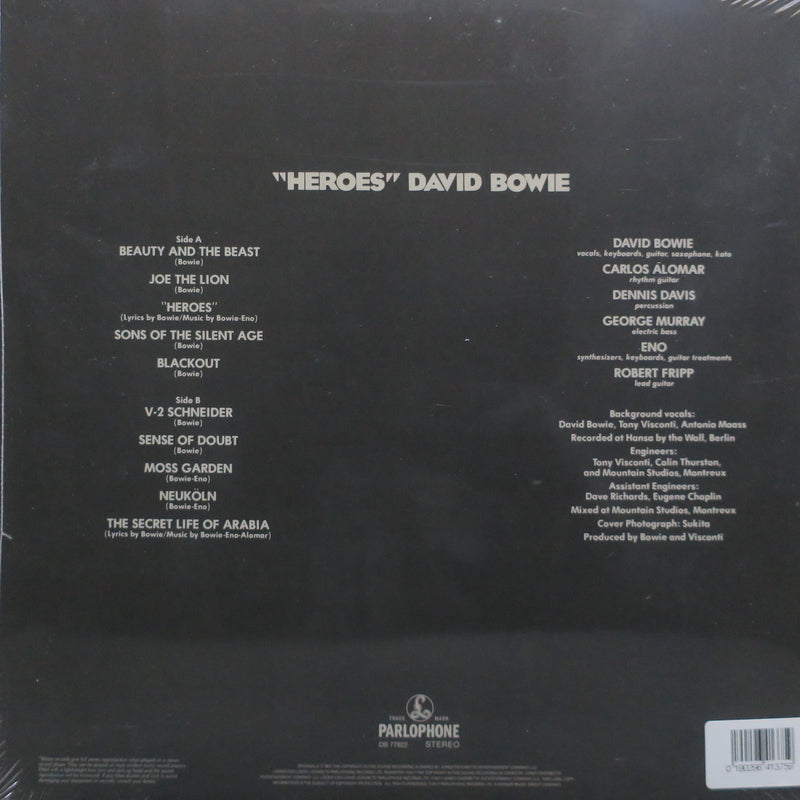 "HEROES" DAVID BOWIE
Side A
BEAUTY AND THE BEAST
(Bowie)
JOE THE LION
(Bowie)
"HEROES"
(Lyrics by Bowie/Music by Bowie-Eno)
SONS OF THE SILENT AGE
(Bowie)
BLACKOUT
(Bowie)
Side B
V-2 SCHNEIDER
(Bowie)
SENSE OF DOUBT
(Bowie)
MOSS GARDEN
(Bowie-Eno)
NEUKÖLN
(Bowie-Eno)
THE SECRET LIFE OF ARABIA
(Lyrics by Bowie/Music by Bowie-Eno-Alomar)
DAVID BOWIE
vocals, keyboards, guitar, saxophone, koto
CARLOS ALOMAR
rhythm guitar
DENNIS DAVIS
percussion
GEORGE MURRAY
electric bass
ENO
synthesizers, keyboards, guitar treatments
ROBERT FRIPP
lead guitar
Background vocals:
David Bowie, Tony Visconti, Antonia Maass
Recorded at Hansa by the Wall, Berlin
Engineers:
Tony Visconti, Colin Thurston,
and Mountain Studios, Montreux
Assistant Engineers:
Dave Richards, Eugene Chaplin
Mixed at Mountain Studios, Montreux
Cover Photograph: Sukita
Produced by Bowie and Visconti
TRADE MARK
PARLOPHONE
DB 77822 STEREO